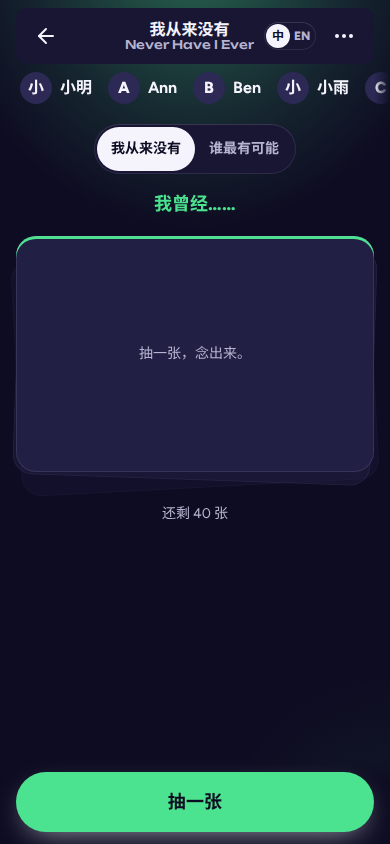 我从来没有
Never Have I Ever
中 EN
小 小明 A Ann B Ben 小 小雨 C
我从来没有 谁最有可能
我曾经……
抽一张，念出来。
还剩 40 张
抽一张